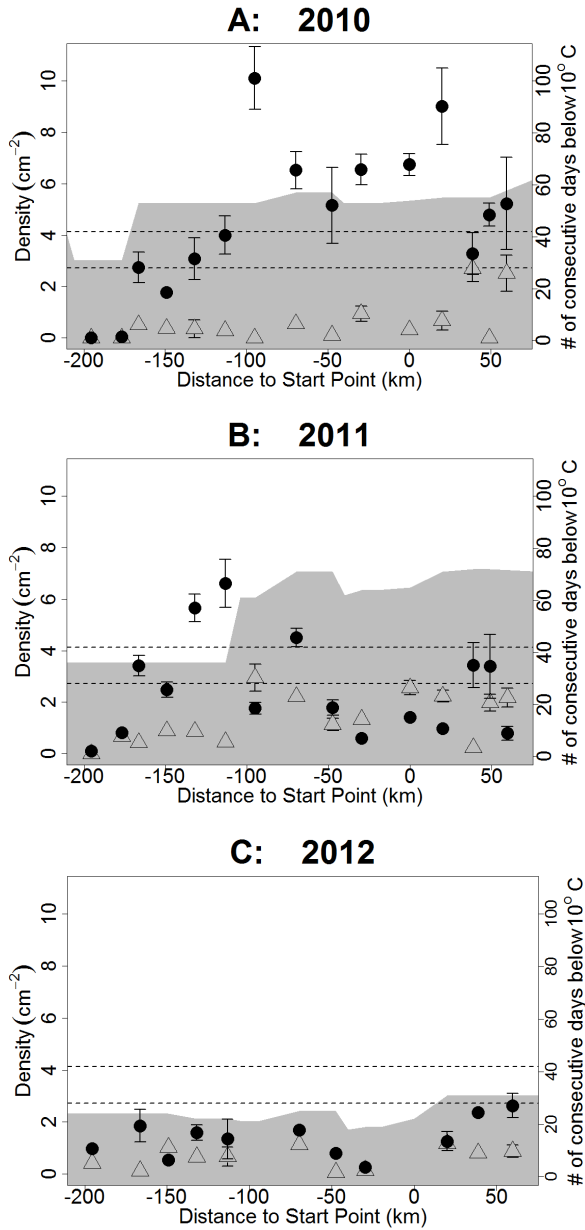 A: 2010
Density (cm⁻²)
0 2 4 6 8 10
0 20 40 60 80 100
# of consecutive days below10° C
-200 -150 -100 -50 0 50
Distance to Start Point (km)
B: 2011
Density (cm⁻²)
0 2 4 6 8 10
0 20 40 60 80 100
# of consecutive days below10° C
-200 -150 -100 -50 0 50
Distance to Start Point (km)
C: 2012
Density (cm⁻²)
0 2 4 6 8 10
0 20 40 60 80 100
# of consecutive days below10° C
-200 -150 -100 -50 0 50
Distance to Start Point (km)